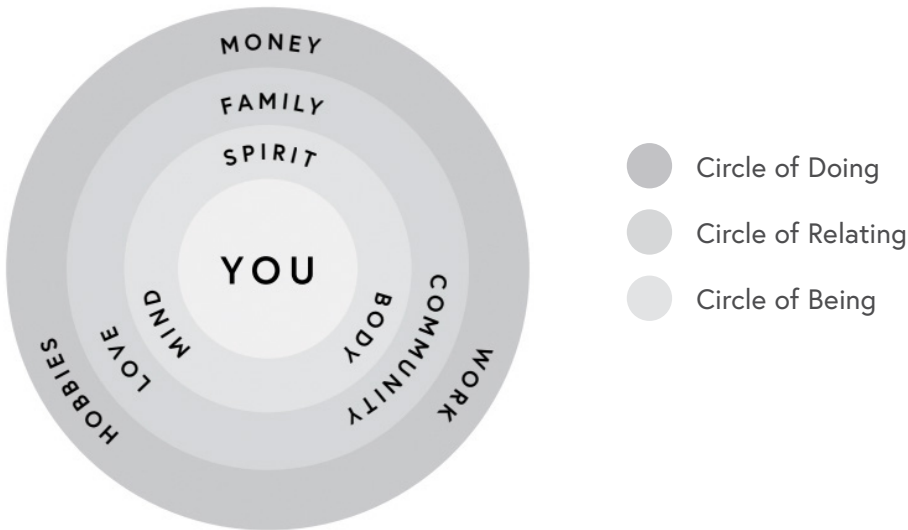 MONEY
FAMILY
SPIRIT
YOU
MIND
BODY
LOVE
COMMUNITY
HOBBIES
WORK
Circle of Doing
Circle of Relating
Circle of Being